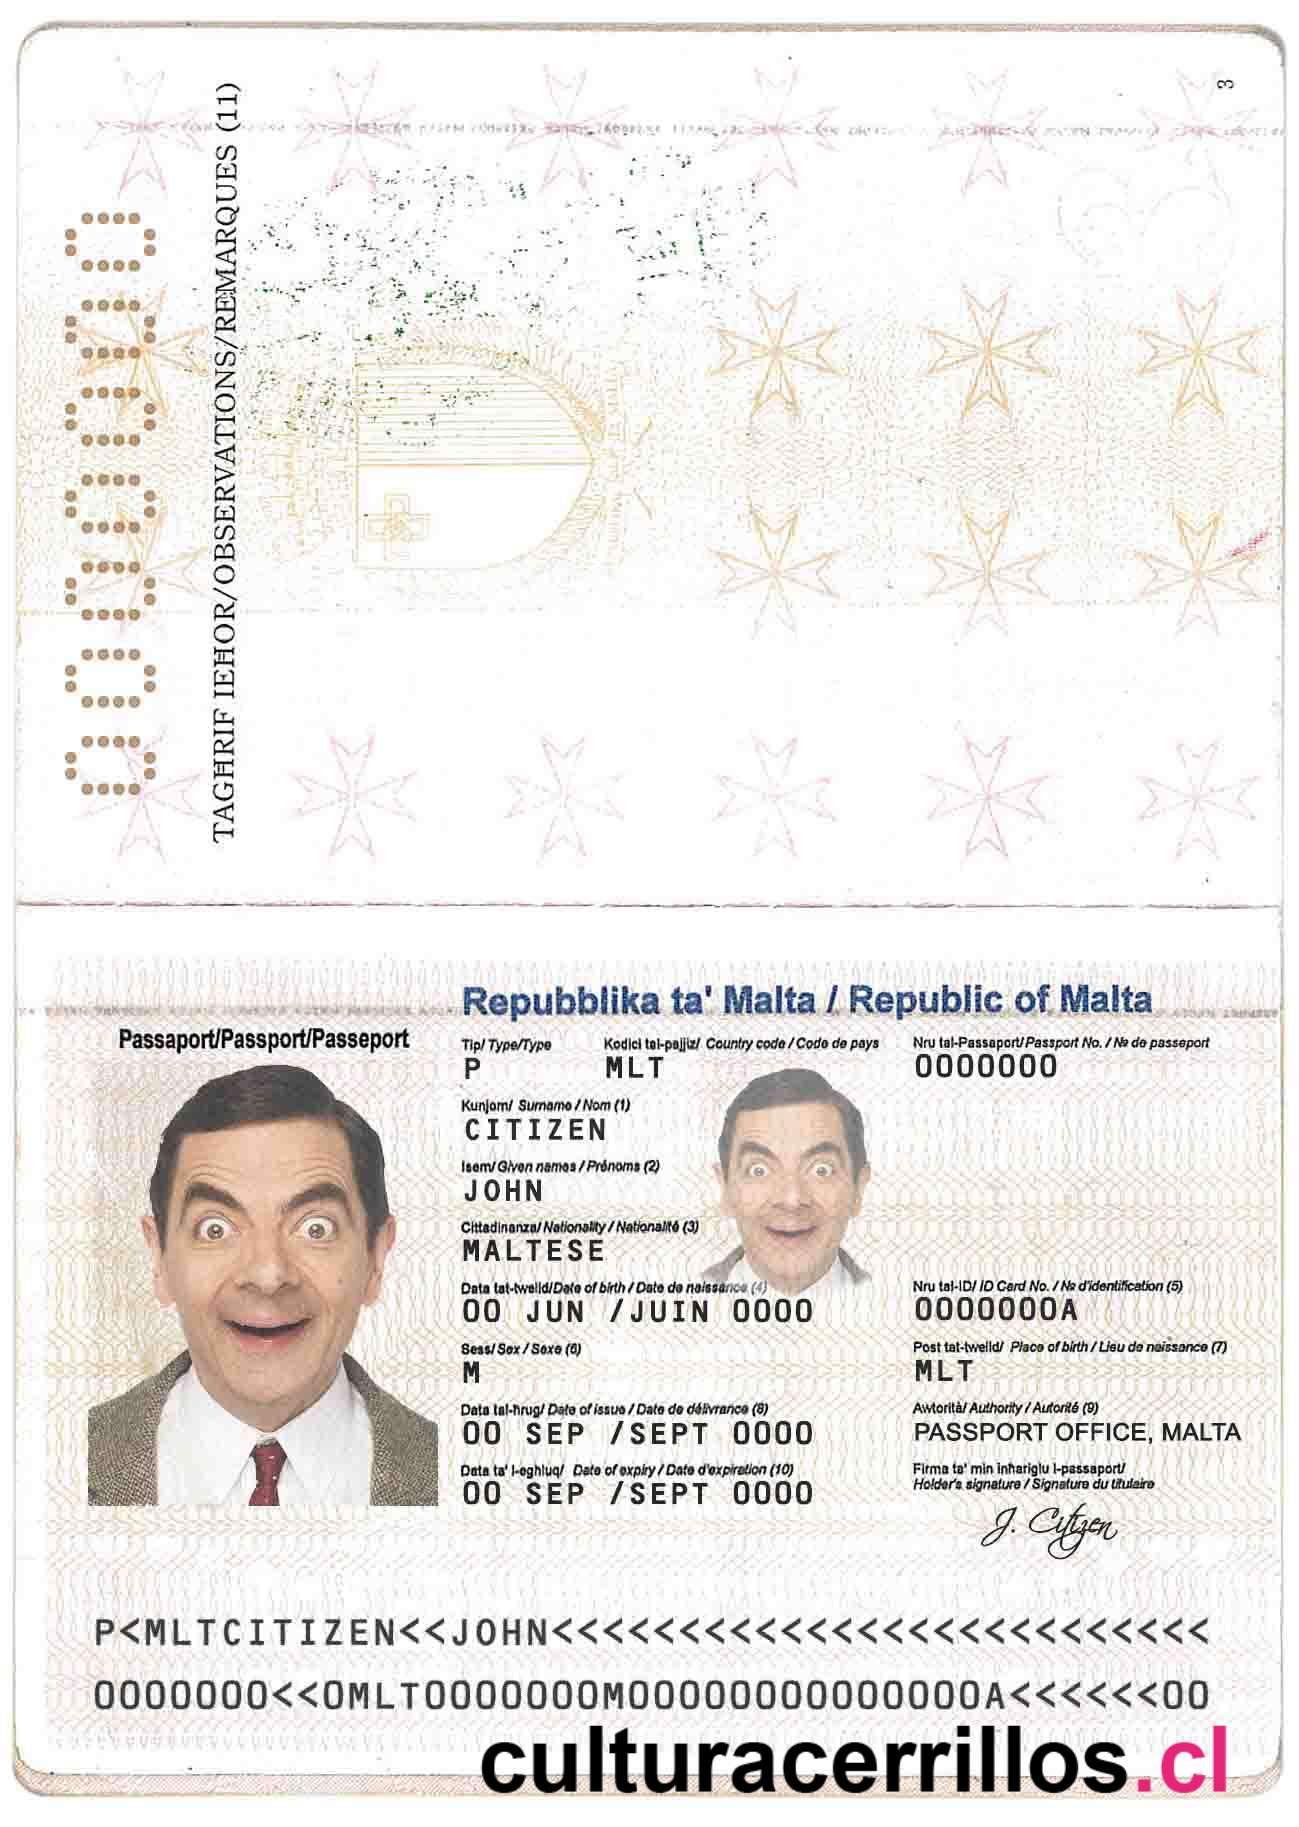 3
TAGĦRIF IEĦOR/OBSERVATIONS/REMARQUES (11)
0000000
Repubblika ta' Malta / Republic of Malta
Passaport/Passport/Passeport
Tip/ Type/Type Kodiċi tal-pajjiż/ Country code / Code de pays Nru tal-Passaport/Passport No. / № de passeport
P MLT 0000000
Kunjom/ Surname / Nom (1)
CITIZEN
Isem/ Given names / Prénoms (2)
JOHN
Ċittadinanza/ Nationality / Nationalité (3)
MALTESE
Data tat-twelid/Date of birth / Date de naissance (4) Nru tal-ID/ ID Card No. / № d'identification (5)
00 JUN /JUIN 0000 0000000A
Sess/ Sex / Sexe (6) Post tat-twelid/ Place of birth / Lieu de naissance (7)
M MLT
Data tal-ħruġ/ Date of issue / Date de délivrance (8) Awtorità/ Authority / Autorité (9)
00 SEP /SEPT 0000 PASSPORT OFFICE, MALTA
Data ta' l-egħluq/ Date of expiry / Date d'expiration (10) Firma ta' min inħariġlu l-passaport/
Holder's signature / Signature du titulaire
00 SEP /SEPT 0000
J. Citizen
P<MLTCITIZEN<<JOHN<<<<<<<<<<<<<<<<<<<<<<<<<<
0000000<<0MLT0000000M00000000000000A<<<<<<00
culturacerrillos.cl